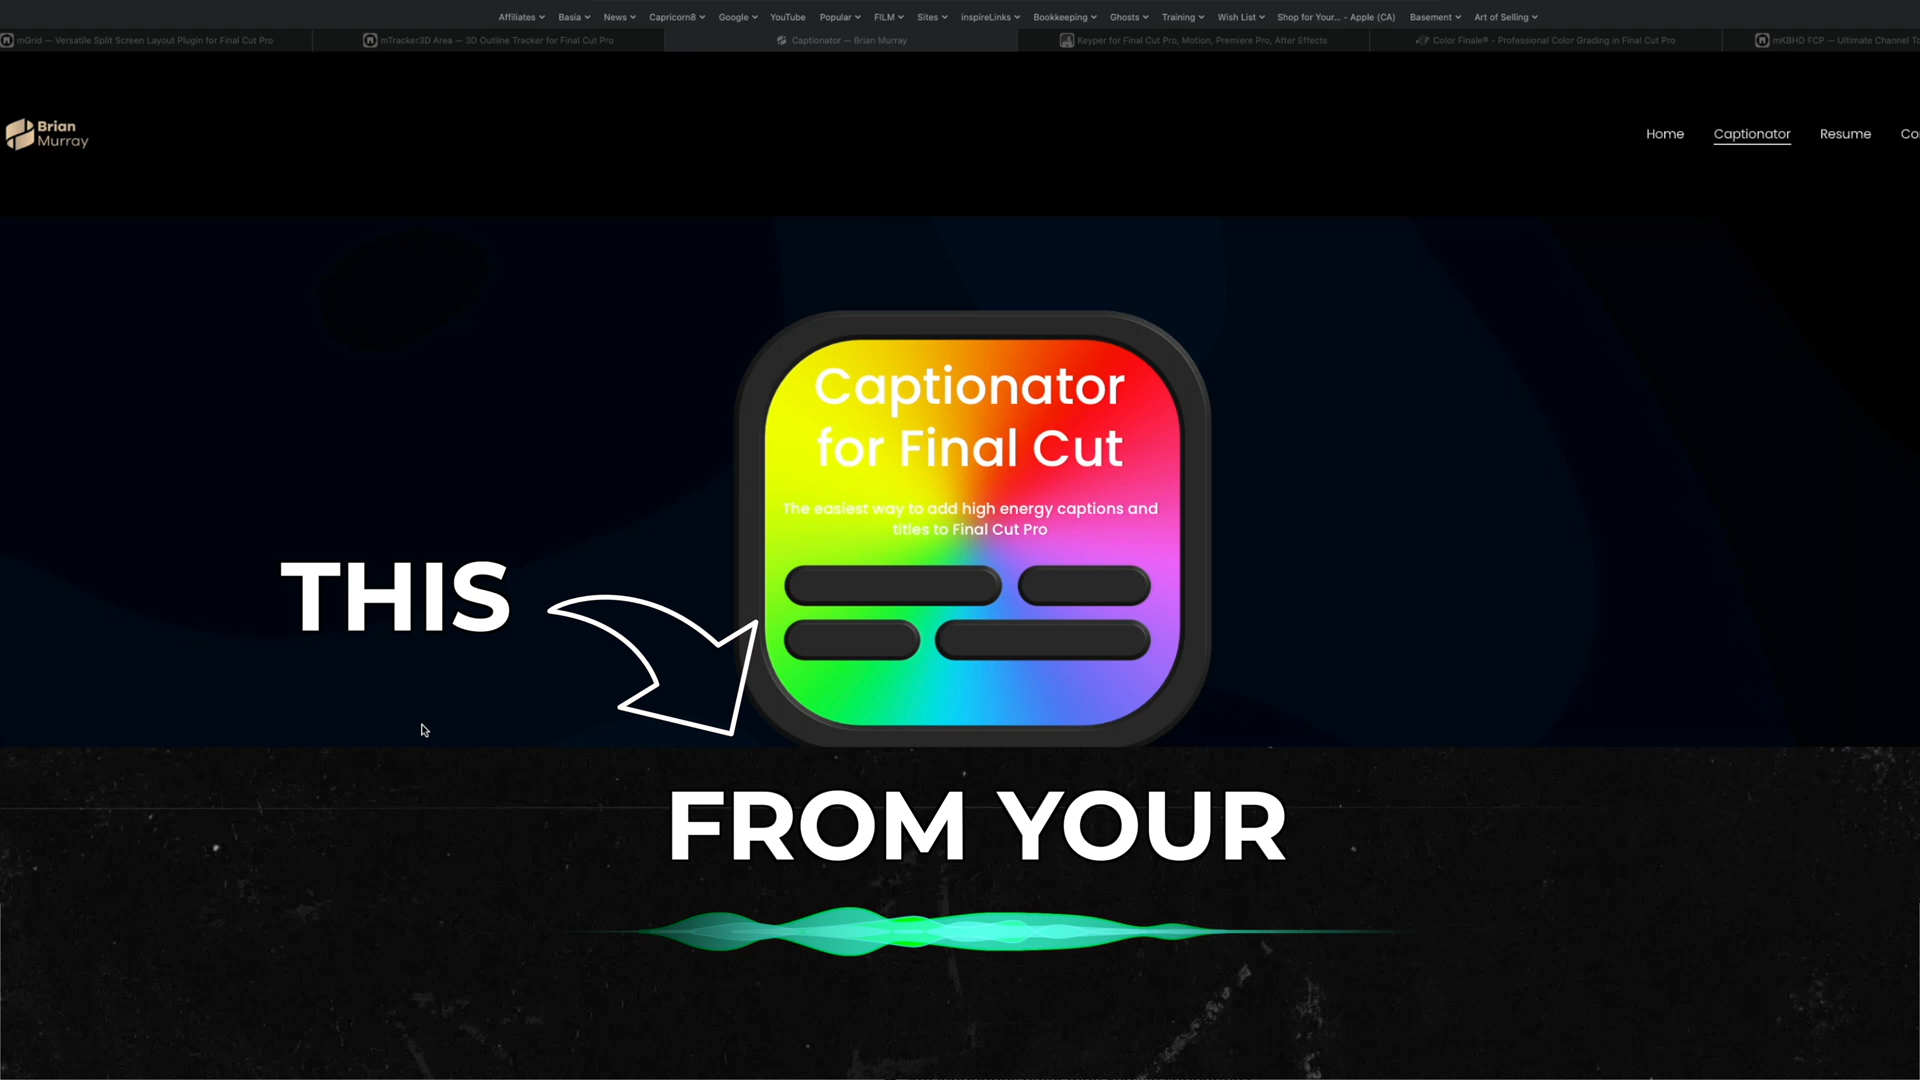 Affiliates Basia News Capricorn8 Google YouTube Popular FILM Sites inspireLinks Bookkeeping Ghosts Training Wish List Shop for Your... - Apple (CA) Basement Art of Selling
mGrid — Versatile Split Screen Layout Plugin for Final Cut Pro
mTracker3D Area — 3D Outline Tracker for Final Cut Pro
Captionator — Brian Murray
Keyper for Final Cut Pro, Motion, Premiere Pro, After Effects
Color Finale® - Professional Color Grading in Final Cut Pro
mKBHD FCP — Ultimate Channel To
Brian
Murray
Home Captionator Resume Co
Captionator
for Final Cut
The easiest way to add high energy captions and
titles to Final Cut Pro
THIS
FROM YOUR